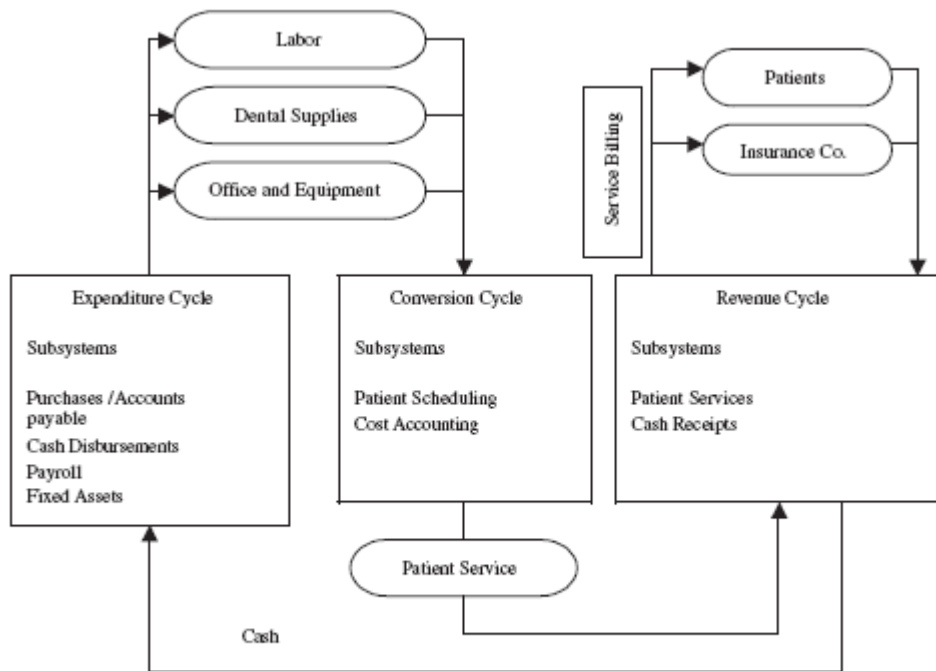 Labor
Dental Supplies
Office and Equipment
Service Billing
Patients
Insurance Co.
Expenditure Cycle
Subsystems
Purchases /Accounts
payable
Cash Disbursements
Payroll
Fixed Assets
Conversion Cycle
Subsystems
Patient Scheduling
Cost Accounting
Revenue Cycle
Subsystems
Patient Services
Cash Receipts
Patient Service
Cash